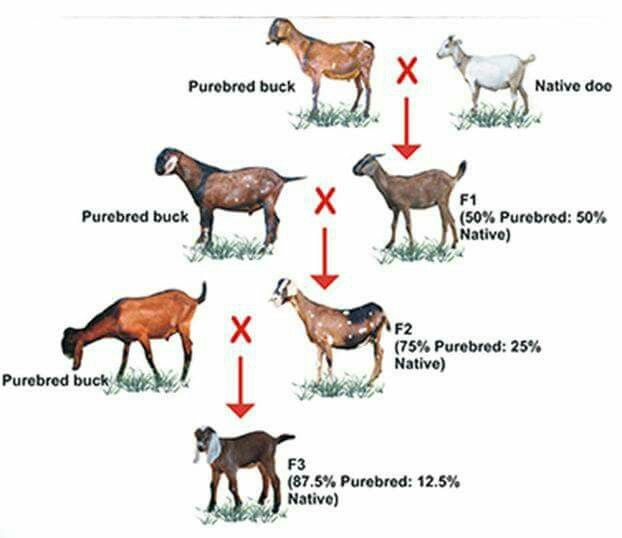 Purebred buck
X
Native doe
Purebred buck
X
F1
(50% Purebred: 50%
Native)
Purebred buck
X
F2
(75% Purebred: 25%
Native)
F3
(87.5% Purebred: 12.5%
Native)